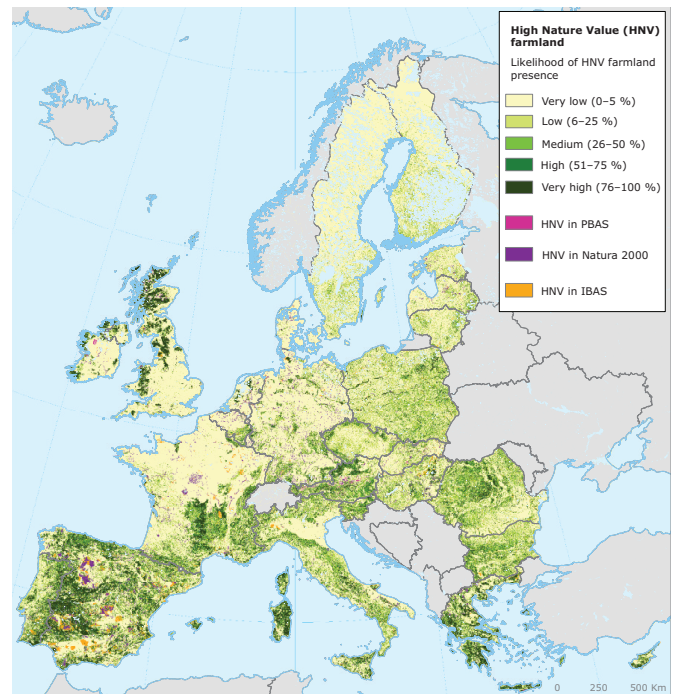 High Nature Value (HNV)
farmland
Likelihood of HNV farmland
presence
Very low (0–5 %)
Low (6–25 %)
Medium (26–50 %)
High (51–75 %)
Very high (76–100 %)
HNV in PBAS
HNV in Natura 2000
HNV in IBAS
0 250 500 Km